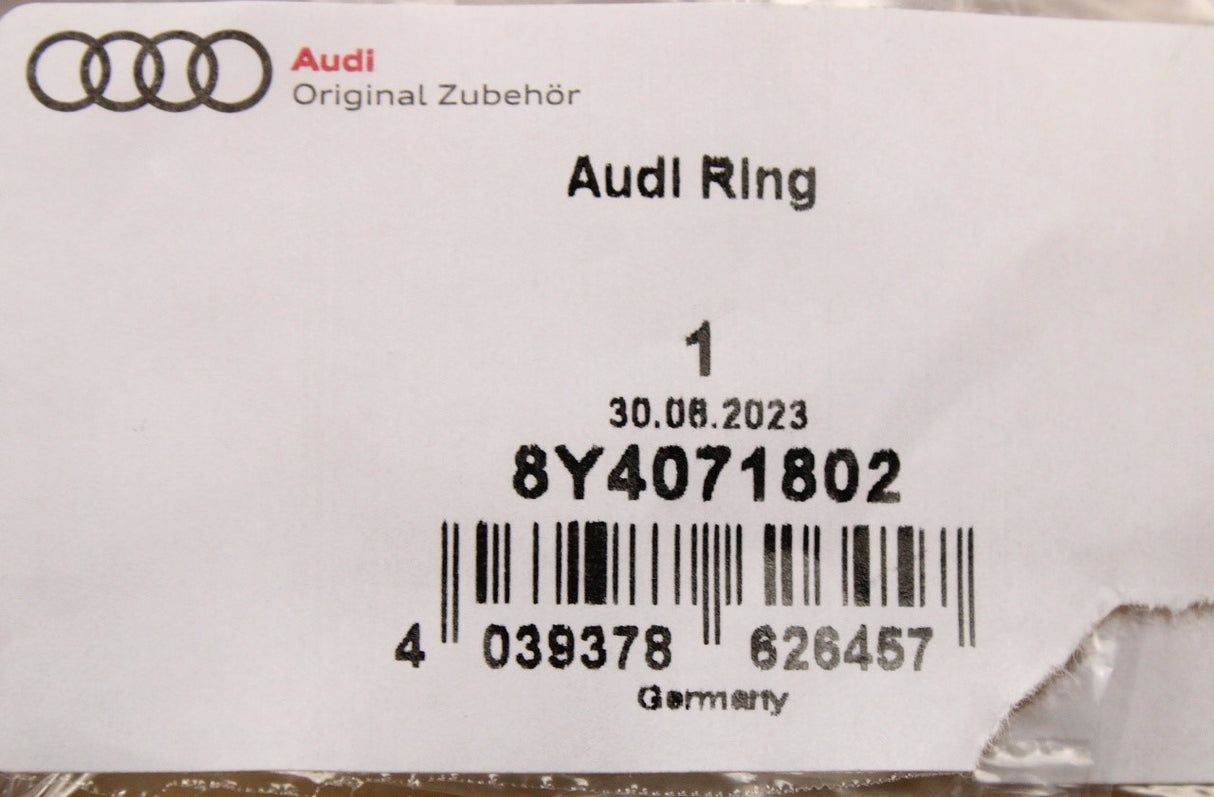 Audi
Original Zubehör
Audi Ring
1
30.06.2023
8Y4071802
4 039378 626457
Germany